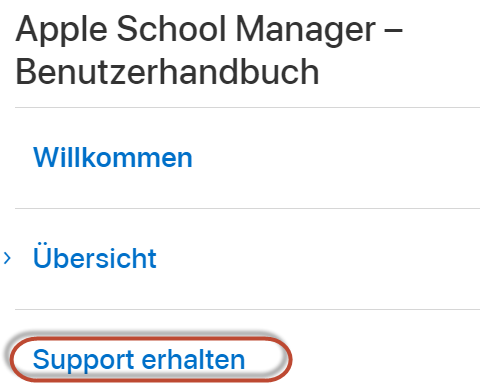 Apple School Manager –
Benutzerhandbuch
Willkommen
Übersicht
Support erhalten